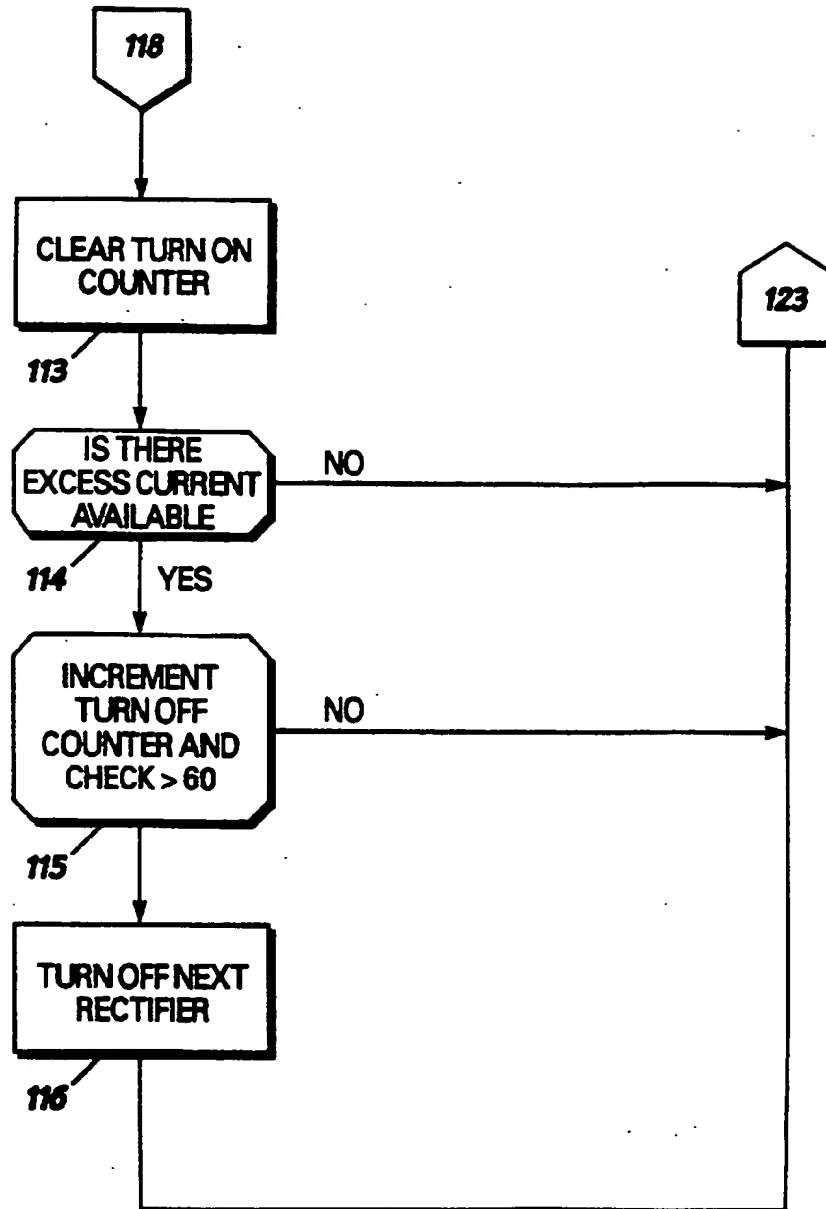 118
CLEAR TURN ON
COUNTER
113
123
IS THERE
EXCESS CURRENT
AVAILABLE
NO
114
YES
INCREMENT
TURN OFF
COUNTER AND
CHECK > 60
NO
115
TURN OFF NEXT
RECTIFIER
116